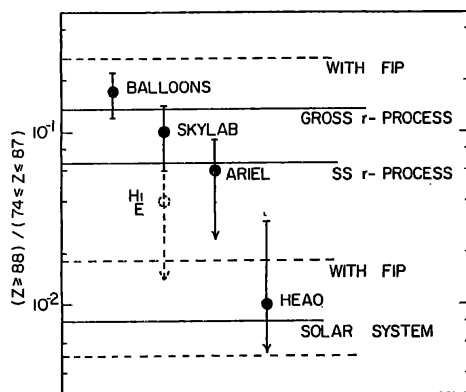 WITH FIP
BALLOONS
GROSS r-PROCESS
10-1
SKYLAB
SS r-PROCESS
ARIEL
HI
E
(Z≥88)/(74≤Z≤87)
WITH FIP
10-2
HEAO
SOLAR SYSTEM